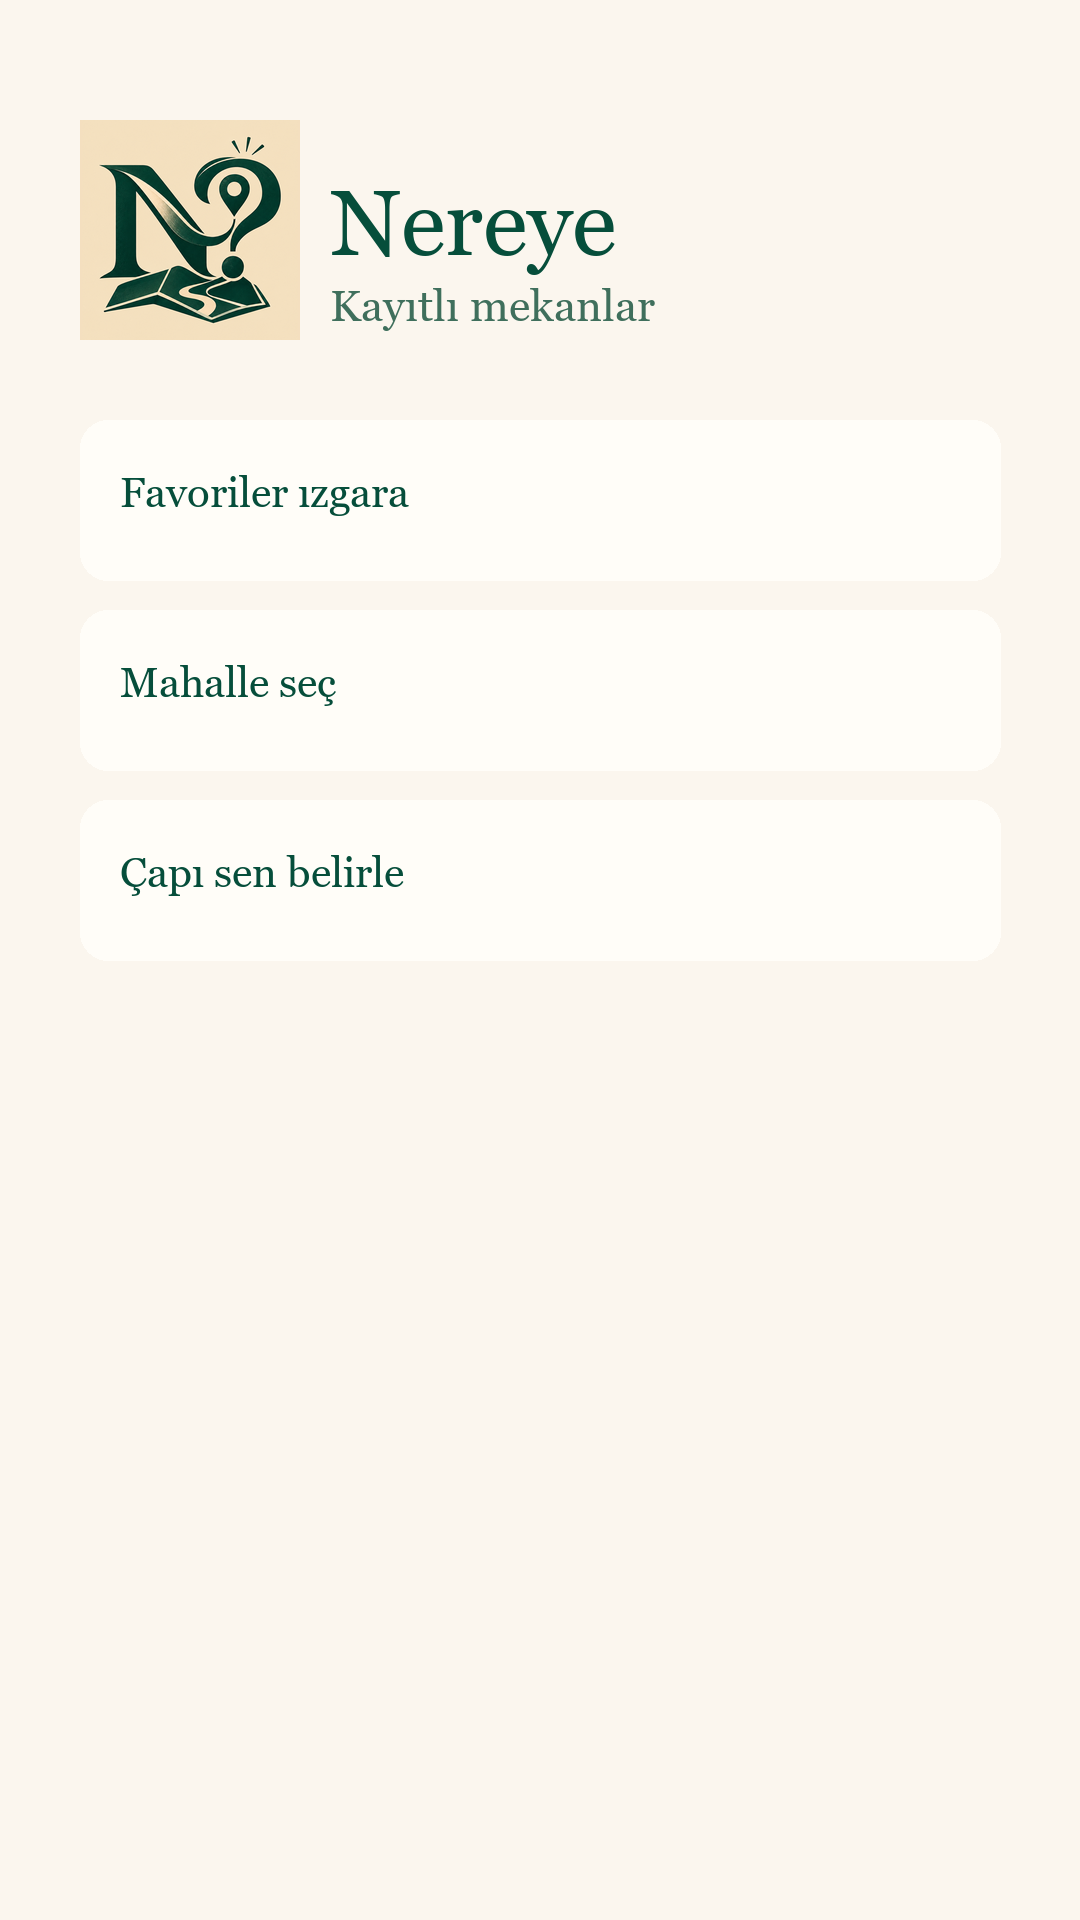 N?
Nereye
Kayıtlı mekanlar
Favoriler ızgara
Mahalle seç
Çapı sen belirle